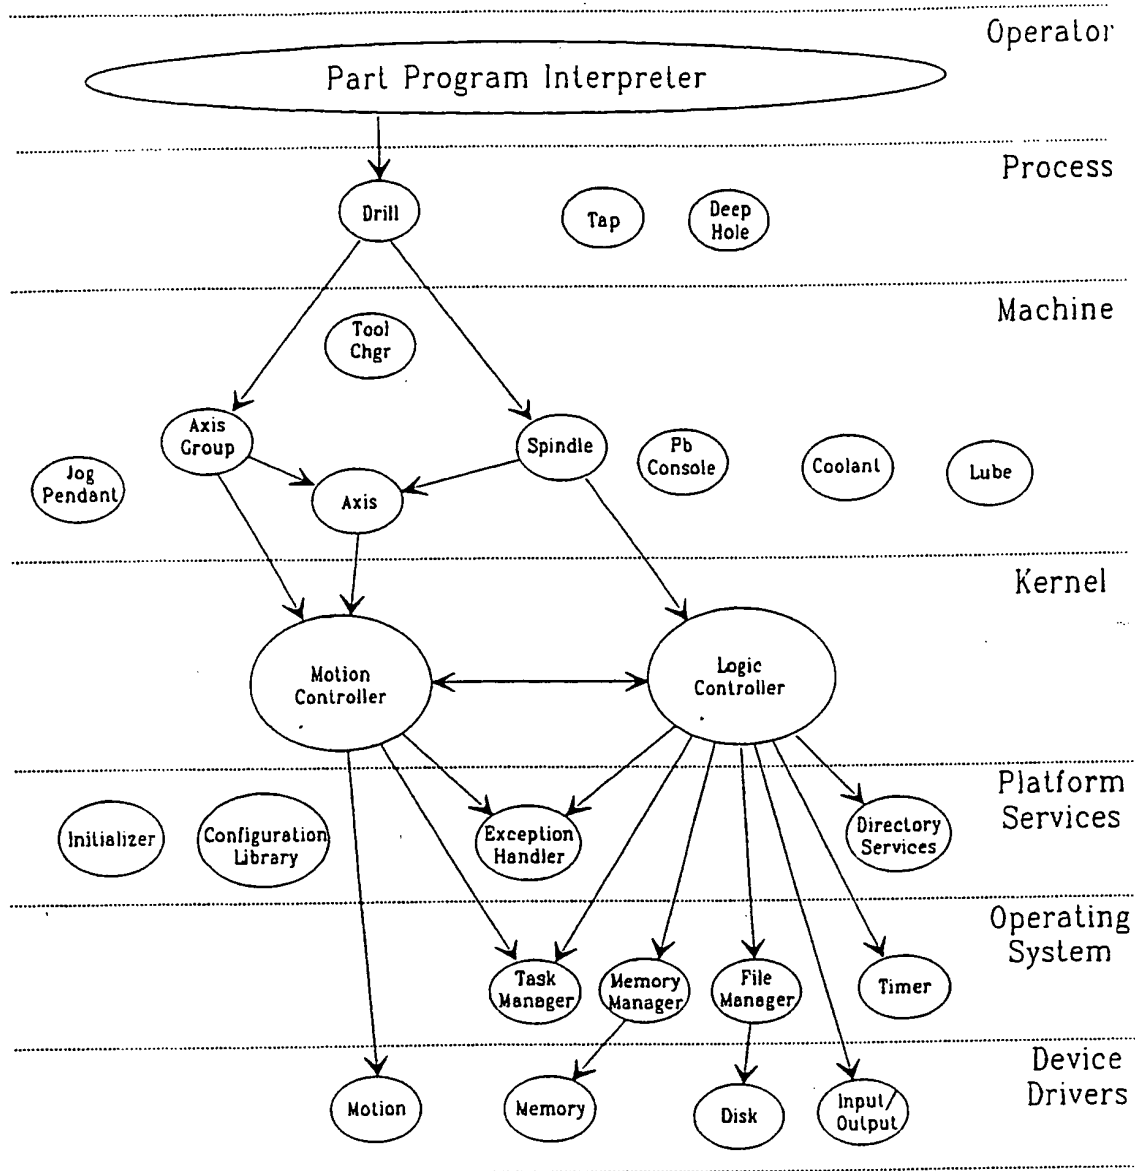 Operator
Part Program Interpreter
Process
Drill
Tap
Deep
Hole
Machine
Tool
Chgr
Axis
Group
Spindle
Pb
Console
Coolant
Lube
Jog
Pendant
Axis
Kernel
Motion
Controller
Logic
Controller
Platform
Services
Initializer
Configuration
Library
Exception
Handler
Directory
Services
Operating
System
Task
Manager
Memory
Manager
File
Manager
Timer
Device
Drivers
Motion
Memory
Disk
Input/
Output